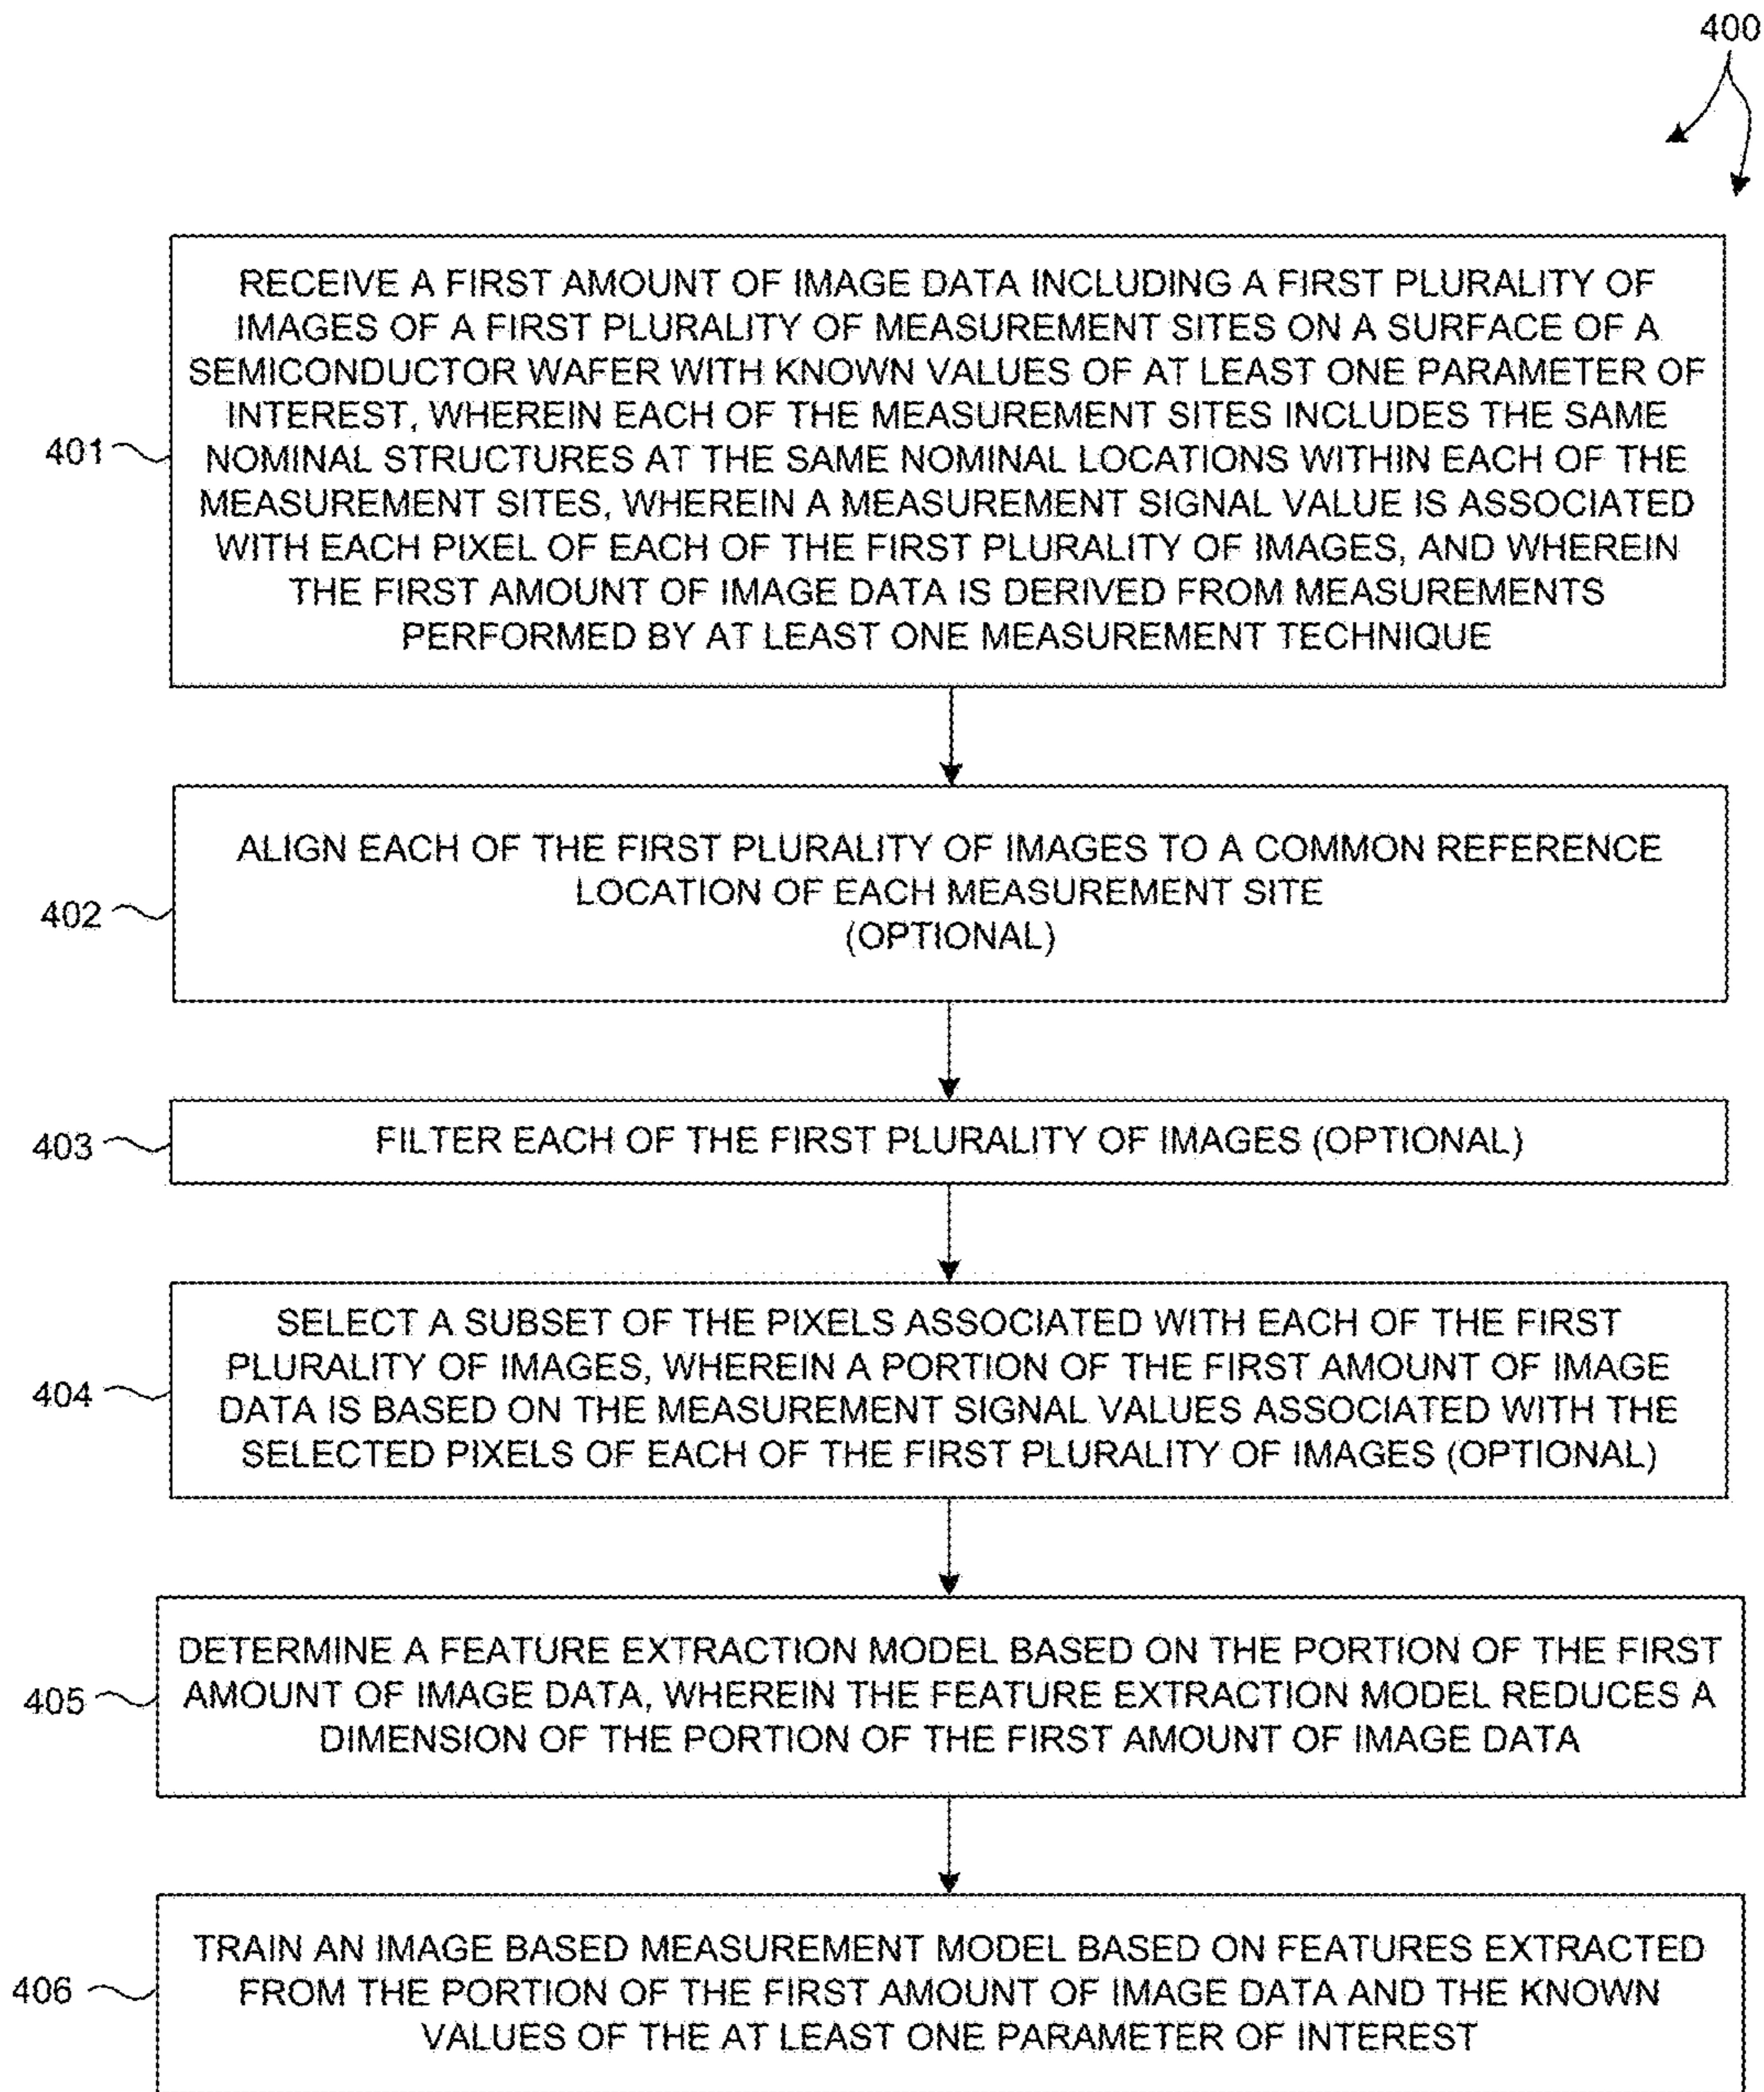 400
RECEIVE A FIRST AMOUNT OF IMAGE DATA INCLUDING A FIRST PLURALITY OF
IMAGES OF A FIRST PLURALITY OF MEASUREMENT SITES ON A SURFACE OF A
SEMICONDUCTOR WAFER WITH KNOWN VALUES OF AT LEAST ONE PARAMETER OF
INTEREST, WHEREIN EACH OF THE MEASUREMENT SITES INCLUDES THE SAME
401
NOMINAL STRUCTURES AT THE SAME NOMINAL LOCATIONS WITHIN EACH OF THE
MEASUREMENT SITES, WHEREIN A MEASUREMENT SIGNAL VALUE IS ASSOCIATED
WITH EACH PIXEL OF EACH OF THE FIRST PLURALITY OF IMAGES, AND WHEREIN
THE FIRST AMOUNT OF IMAGE DATA IS DERIVED FROM MEASUREMENTS
PERFORMED BY AT LEAST ONE MEASUREMENT TECHNIQUE
ALIGN EACH OF THE FIRST PLURALITY OF IMAGES TO A COMMON REFERENCE
LOCATION OF EACH MEASUREMENT SITE
402
(OPTIONAL)
403
FILTER EACH OF THE FIRST PLURALITY OF IMAGES (OPTIONAL)
SELECT A SUBSET OF THE PIXELS ASSOCIATED WITH EACH OF THE FIRST
PLURALITY OF IMAGES, WHEREIN A PORTION OF THE FIRST AMOUNT OF IMAGE
404
DATA IS BASED ON THE MEASUREMENT SIGNAL VALUES ASSOCIATED WITH THE
SELECTED PIXELS OF EACH OF THE FIRST PLURALITY OF IMAGES (OPTIONAL)
DETERMINE A FEATURE EXTRACTION MODEL BASED ON THE PORTION OF THE FIRST
405
AMOUNT OF IMAGE DATA, WHEREIN THE FEATURE EXTRACTION MODEL REDUCES A
DIMENSION OF THE PORTION OF THE FIRST AMOUNT OF IMAGE DATA
TRAIN AN IMAGE BASED MEASUREMENT MODEL BASED ON FEATURES EXTRACTED
406
FROM THE PORTION OF THE FIRST AMOUNT OF IMAGE DATA AND THE KNOWN
VALUES OF THE AT LEAST ONE PARAMETER OF INTEREST